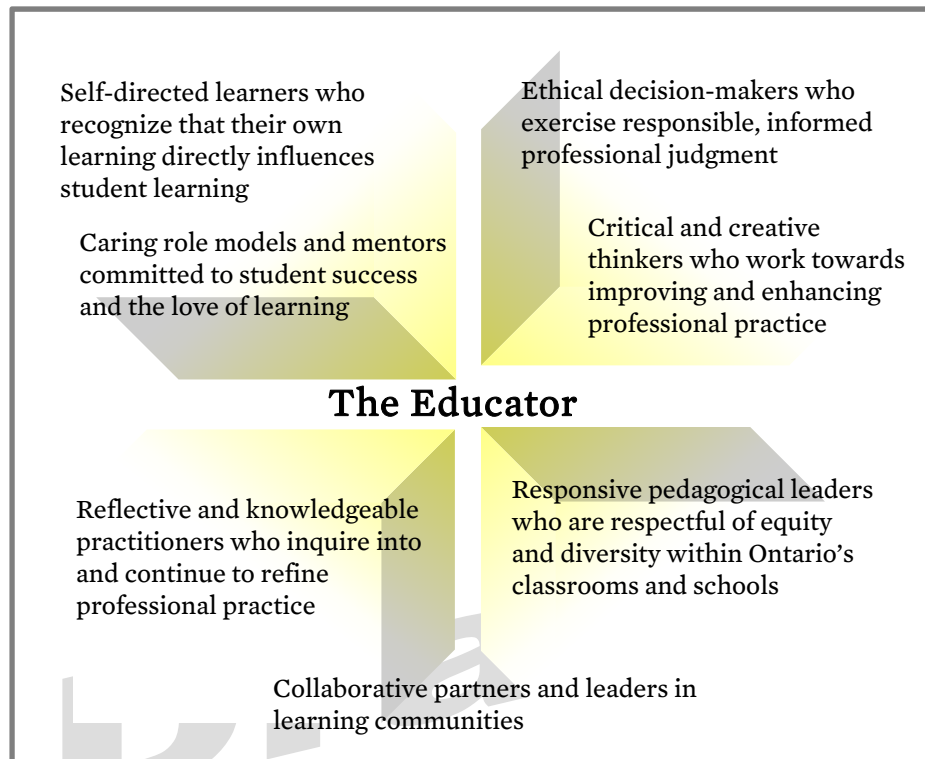 Self-directed learners who
recognize that their own
learning directly influences
student learning
Ethical decision-makers who
exercise responsible, informed
professional judgment
Caring role models and mentors
committed to student success
and the love of learning
Critical and creative
thinkers who work towards
improving and enhancing
professional practice
The Educator
Reflective and knowledgeable
practitioners who inquire into
and continue to refine
professional practice
Responsive pedagogical leaders
who are respectful of equity
and diversity within Ontario’s
classrooms and schools
Collaborative partners and leaders in
learning communities